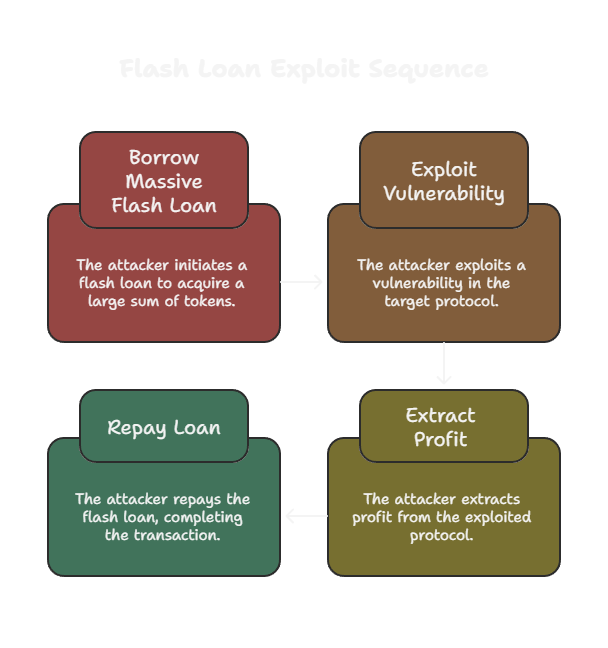 Flash Loan Exploit Sequence
Borrow
Massive
Flash Loan
The attacker initiates a
flash loan to acquire a
large sum of tokens.
Exploit
Vulnerability
The attacker exploits a
vulnerability in the
target protocol.
Repay Loan
The attacker repays the
flash loan, completing
the transaction.
Extract
Profit
The attacker extracts
profit from the exploited
protocol.